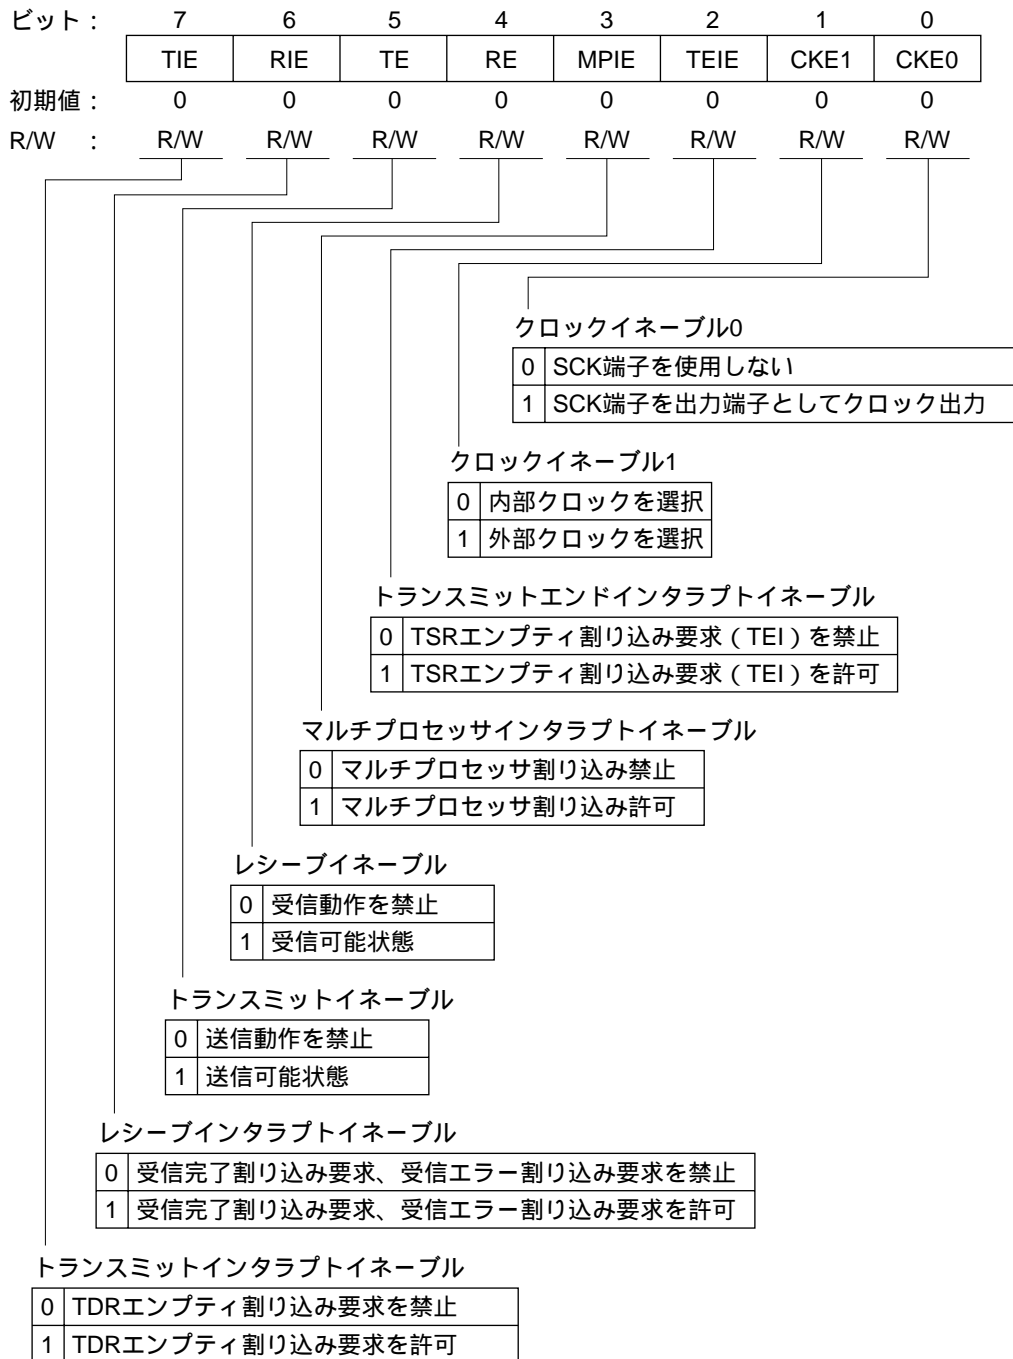 ビット： 7 6 5 4 3 2 1 0
TIE RIE TE RE MPIE TEIE CKE1 CKE0
初期値： 0 0 0 0 0 0 0 0
R/W ： R/W R/W R/W R/W R/W R/W R/W R/W
クロックイネーブル0
0 SCK端子を使用しない
1 SCK端子を出力端子としてクロック出力
クロックイネーブル1
0 内部クロックを選択
1 外部クロックを選択
トランスミットエンドインタラプトイネーブル
0 TSRエンプティ割り込み要求（TEI）を禁止
1 TSRエンプティ割り込み要求（TEI）を許可
マルチプロセッサインタラプトイネーブル
0 マルチプロセッサ割り込み禁止
1 マルチプロセッサ割り込み許可
レシーブイネーブル
0 受信動作を禁止
1 受信可能状態
トランスミットイネーブル
0 送信動作を禁止
1 送信可能状態
レシーブインタラプトイネーブル
0 受信完了割り込み要求、受信エラー割り込み要求を禁止
1 受信完了割り込み要求、受信エラー割り込み要求を許可
トランスミットインタラプトイネーブル
0 TDRエンプティ割り込み要求を禁止
1 TDRエンプティ割り込み要求を許可